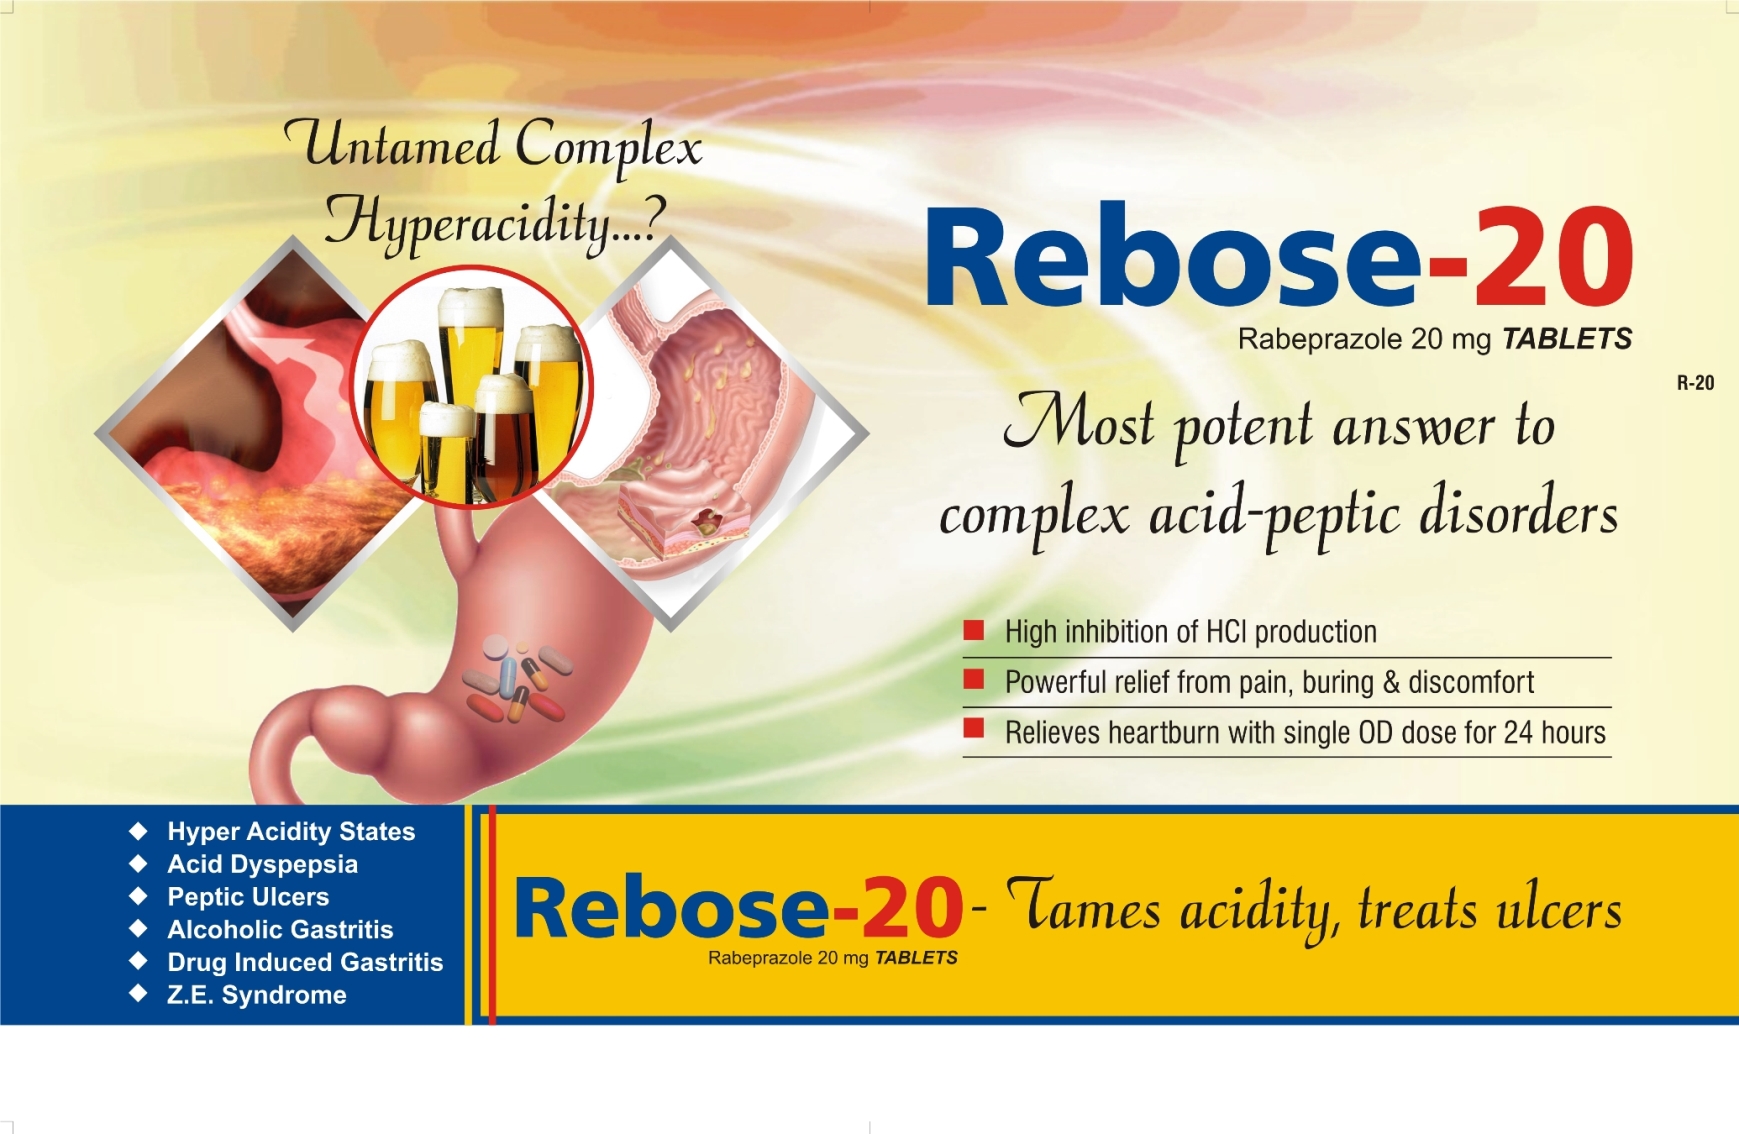 Untamed Complex
Hyperacidity...?
Rebose-20
Rabeprazole 20 mg TABLETS
R-20
Most potent answer to
complex acid-peptic disorders
High inhibition of HCl production
Powerful relief from pain, buring & discomfort
Relieves heartburn with single OD dose for 24 hours
Hyper Acidity States
Acid Dyspepsia
Peptic Ulcers
Alcoholic Gastritis
Drug Induced Gastritis
Z.E. Syndrome
Rebose-20 - Tames acidity, treats ulcers
Rabeprazole 20 mg TABLETS